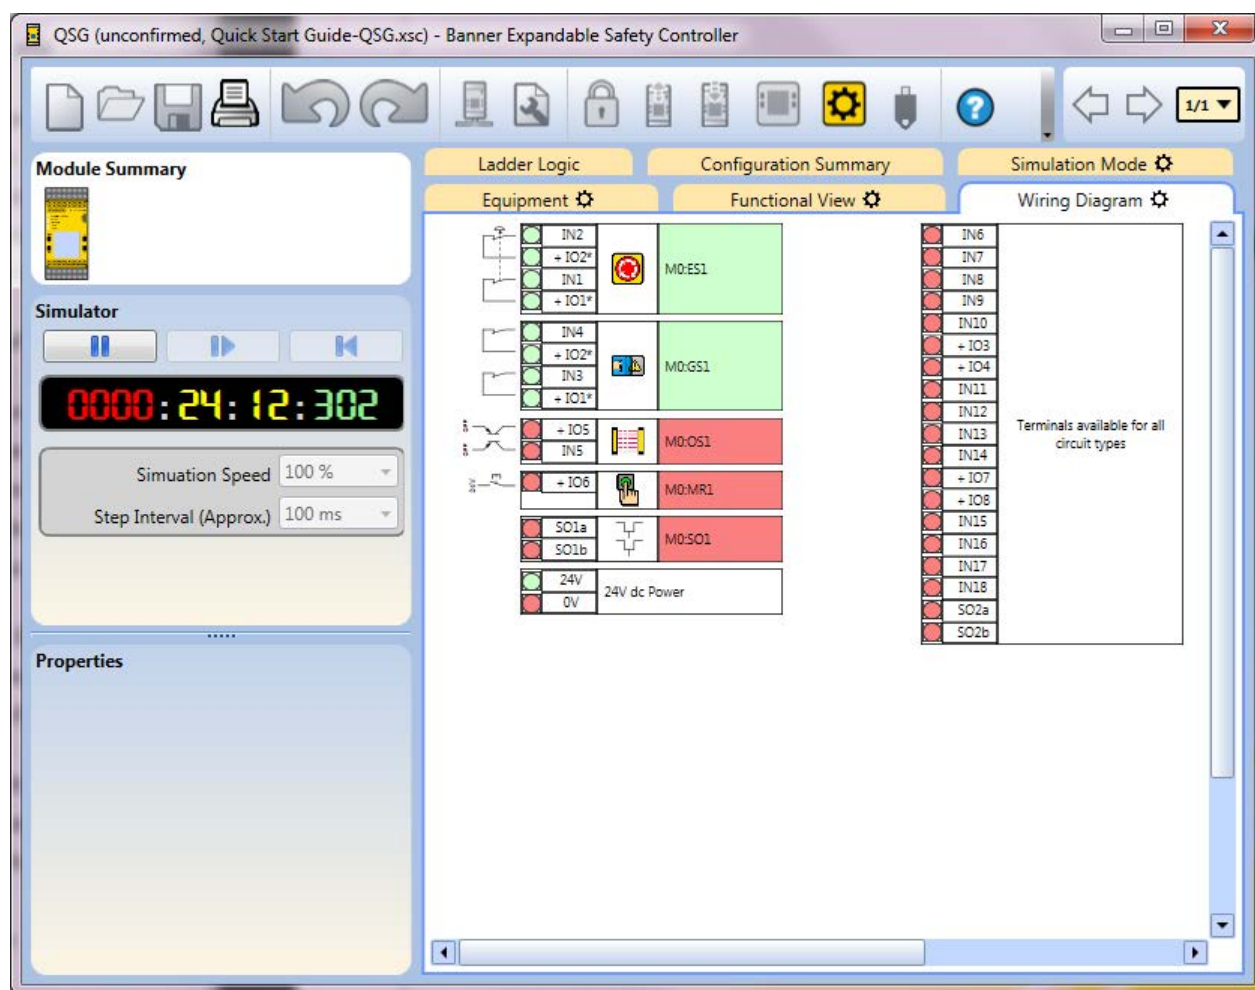 QSG (unconfirmed, Quick Start Guide-QSG.xsc) - Banner Expandable Safety Controller
1/1
Module Summary
Simulator
0000:24:12:302
Simuation Speed 100 %
Step Interval (Approx.) 100 ms
Properties
Ladder Logic Configuration Summary Simulation Mode
Equipment Functional View Wiring Diagram
IN2
+ IO2*
IN1
+ IO1*
M0:ES1
IN4
+ IO2*
IN3
+ IO1*
M0:GS1
+ IO5
IN5
M0:OS1
+ IO6
M0:MR1
SO1a
SO1b
M0:SO1
24V
0V
24V dc Power
IN6
IN7
IN8
IN9
IN10
+ IO3
+ IO4
IN11
IN12
IN13
IN14
+ IO7
+ IO8
IN15
IN16
IN17
IN18
SO2a
SO2b
Terminals available for all
circuit types